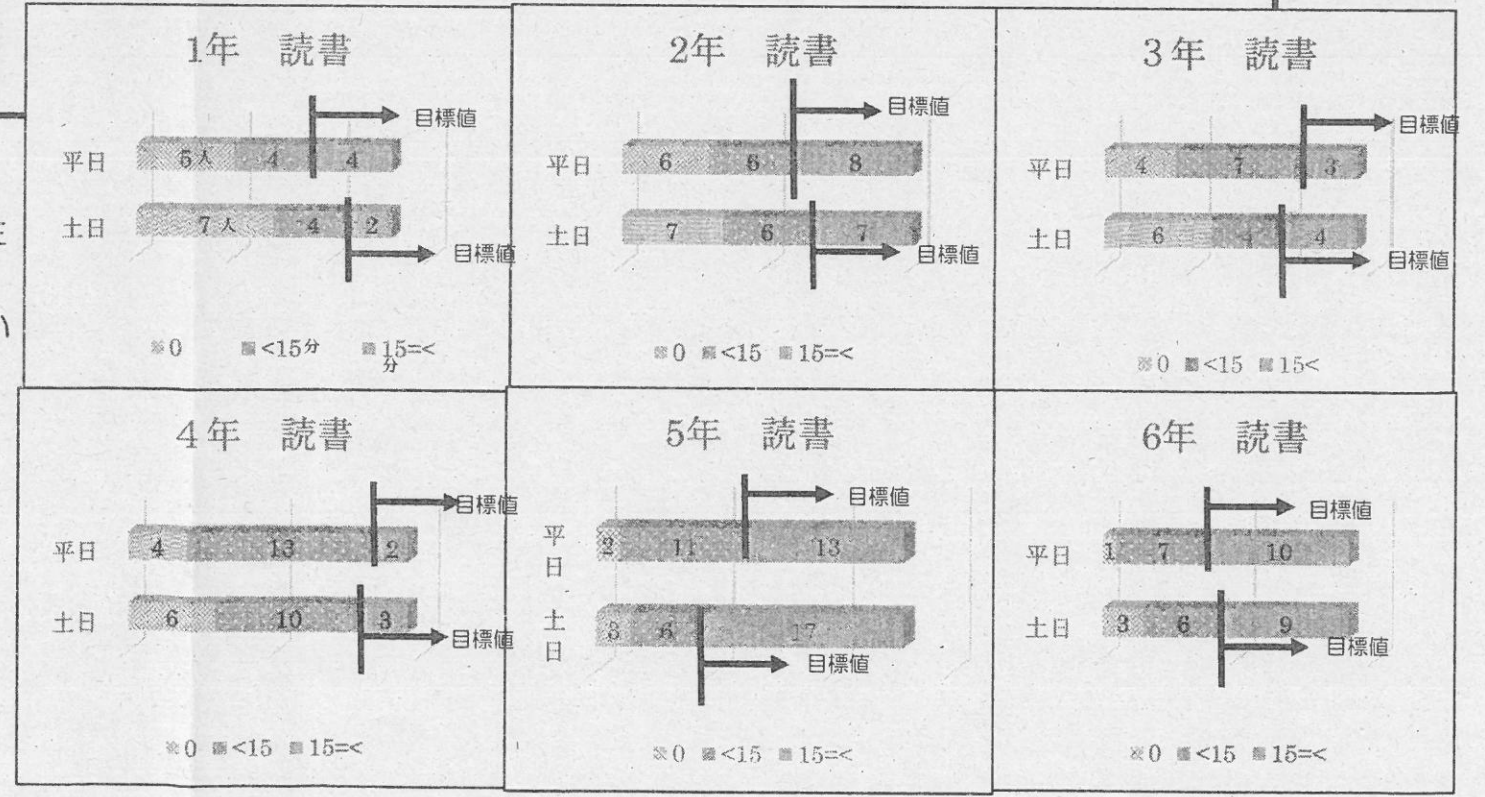 1年 読書
目標値
平日 5人 4 4
土日 7人 4 2
目標値
0 <15分 15=<
分
2年 読書
目標値
平日 6 6 8
土日 7 6 7
目標値
0 <15 15=<
3年 読書
目標値
平日 4 7 3
土日 6 4 4
目標値
0 <15 15<
4年 読書
目標値
平日 4 13 2
土日 6 10 3
目標値
0 <15 15=<
5年 読書
目標値
平日 2 11 13
土日 3 6 17
目標値
0 <15 15=<
6年 読書
目標値
平日 1 7 10
土日 3 6 9
目標値
0 <15 15=<